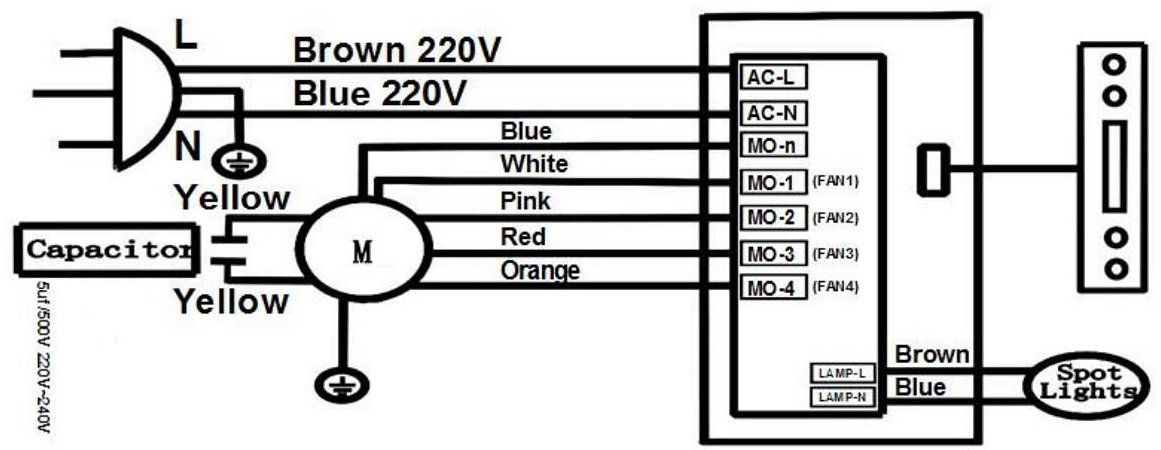 L
Brown 220V
Blue 220V
N
Yellow
Capacitor
Yellow
5uf/500V 220V~240V
M
Blue
White
Pink
Red
Orange
AC-L
AC-N
MO-n
MO-1 (FAN1)
MO-2 (FAN2)
MO-3 (FAN3)
MO-4 (FAN4)
LAMP-L
LAMP-N
Brown
Blue
Spot
Lights